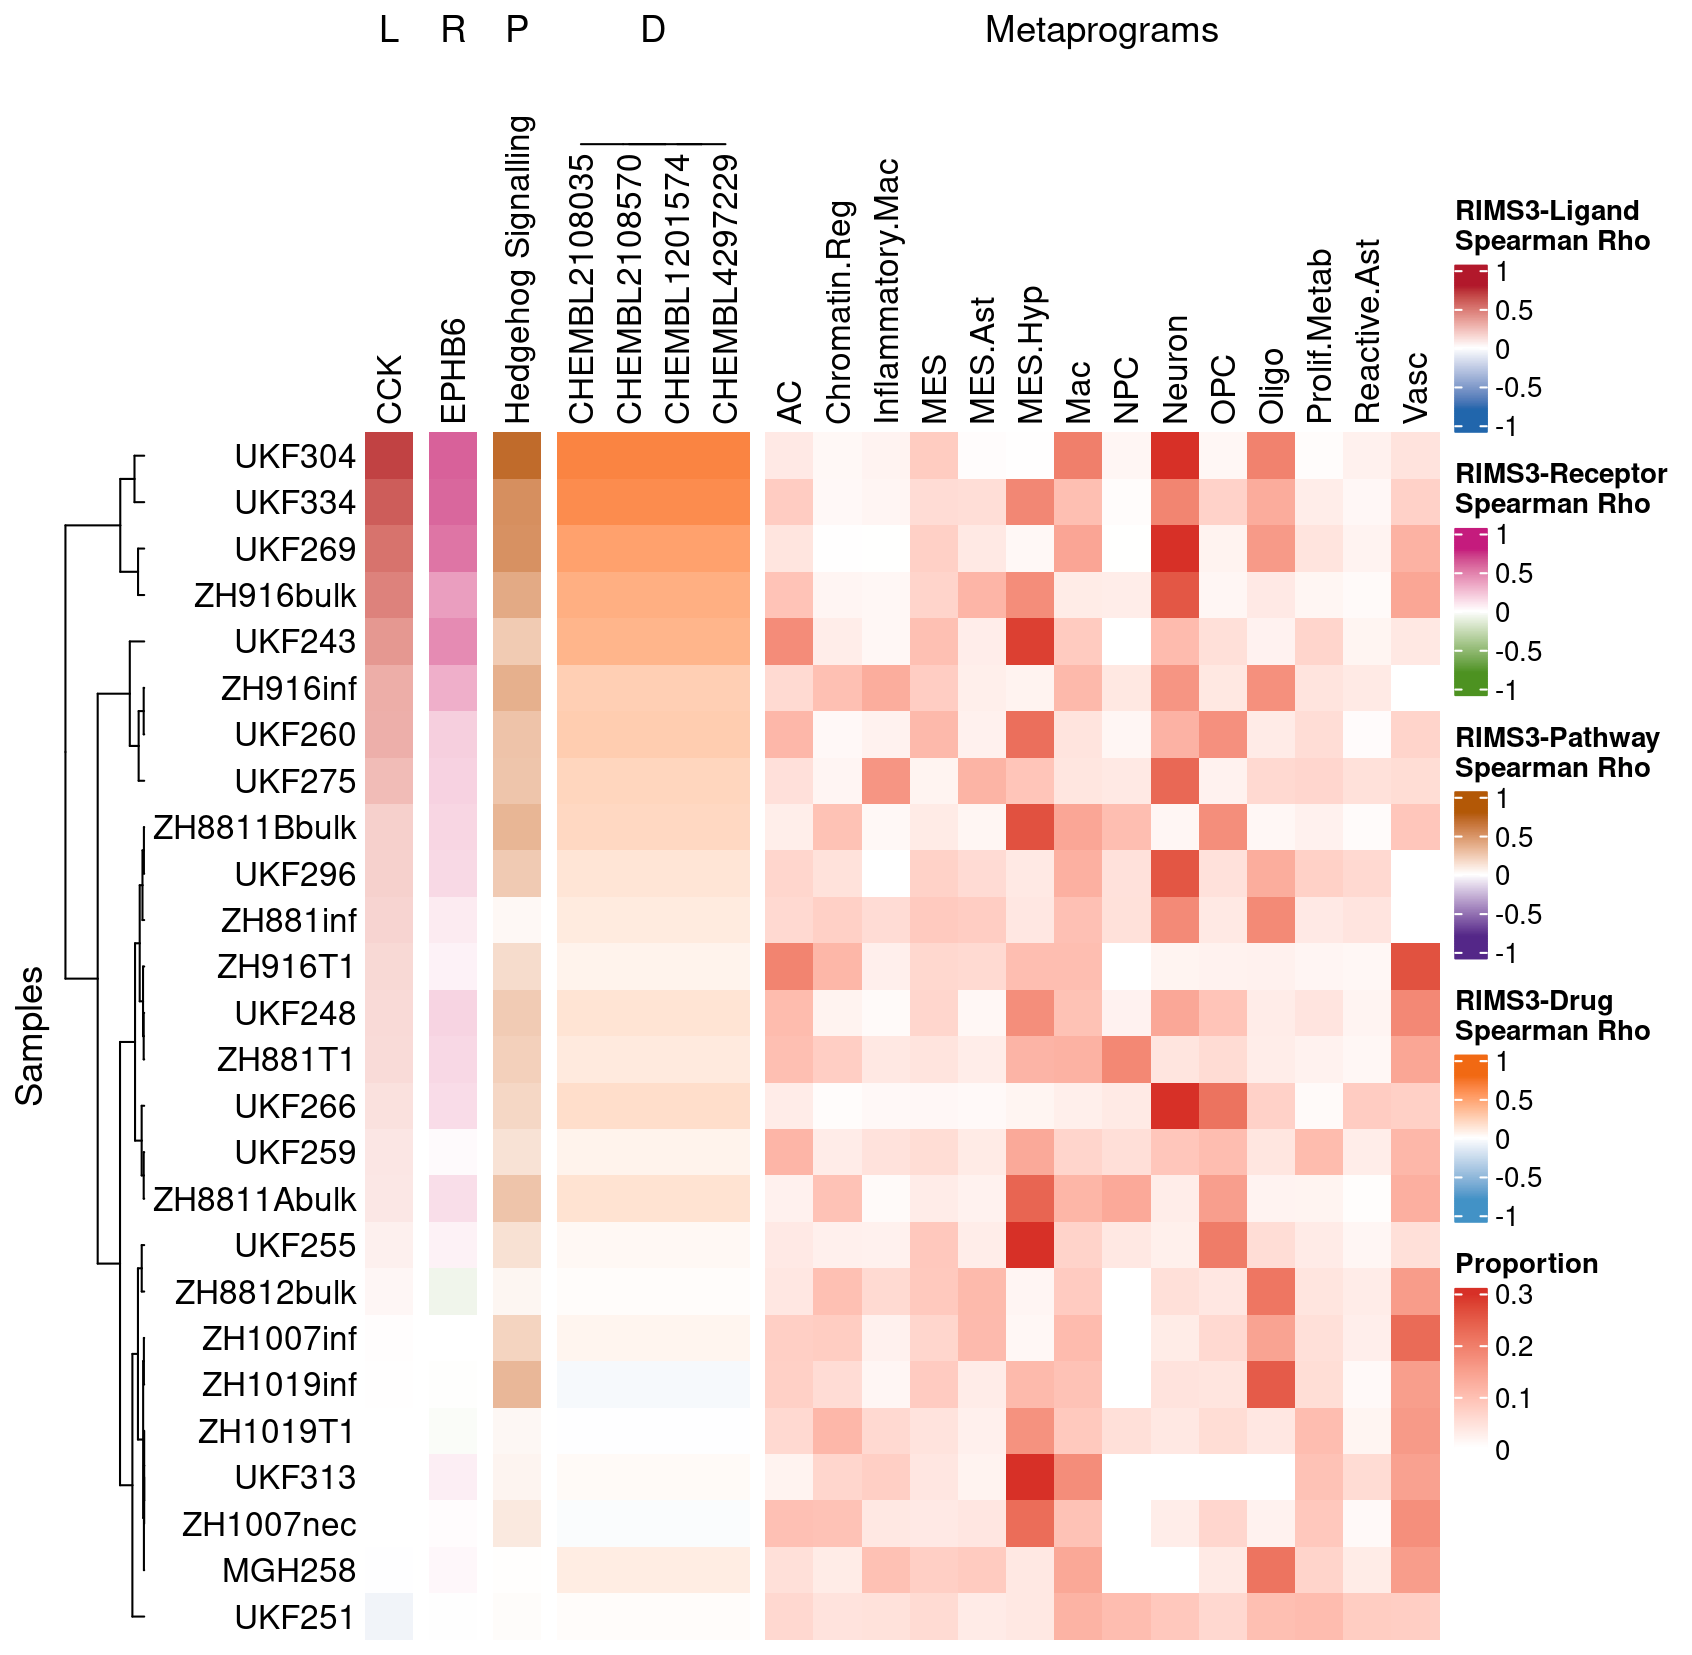 L R P D Metaprograms
CCK
EPHB6
Hedgehog Signalling
CHEMBL2108035
CHEMBL2108570
CHEMBL1201574
CHEMBL4297229
AC
Chromatin.Reg
Inflammatory.Mac
MES
MES.Ast
MES.Hyp
Mac
NPC
Neuron
OPC
Oligo
Prolif.Metab
Reactive.Ast
Vasc
Samples
UKF304
UKF334
UKF269
ZH916bulk
UKF243
ZH916inf
UKF260
UKF275
ZH8811Bbulk
UKF296
ZH881inf
ZH916T1
UKF248
ZH881T1
UKF266
UKF259
ZH8811Abulk
UKF255
ZH8812bulk
ZH1007inf
ZH1019inf
ZH1019T1
UKF313
ZH1007nec
MGH258
UKF251
RIMS3-Ligand
Spearman Rho
1
0.5
0
-0.5
-1
RIMS3-Receptor
Spearman Rho
1
0.5
0
-0.5
-1
RIMS3-Pathway
Spearman Rho
1
0.5
0
-0.5
-1
RIMS3-Drug
Spearman Rho
1
0.5
0
-0.5
-1
Proportion
0.3
0.2
0.1
0